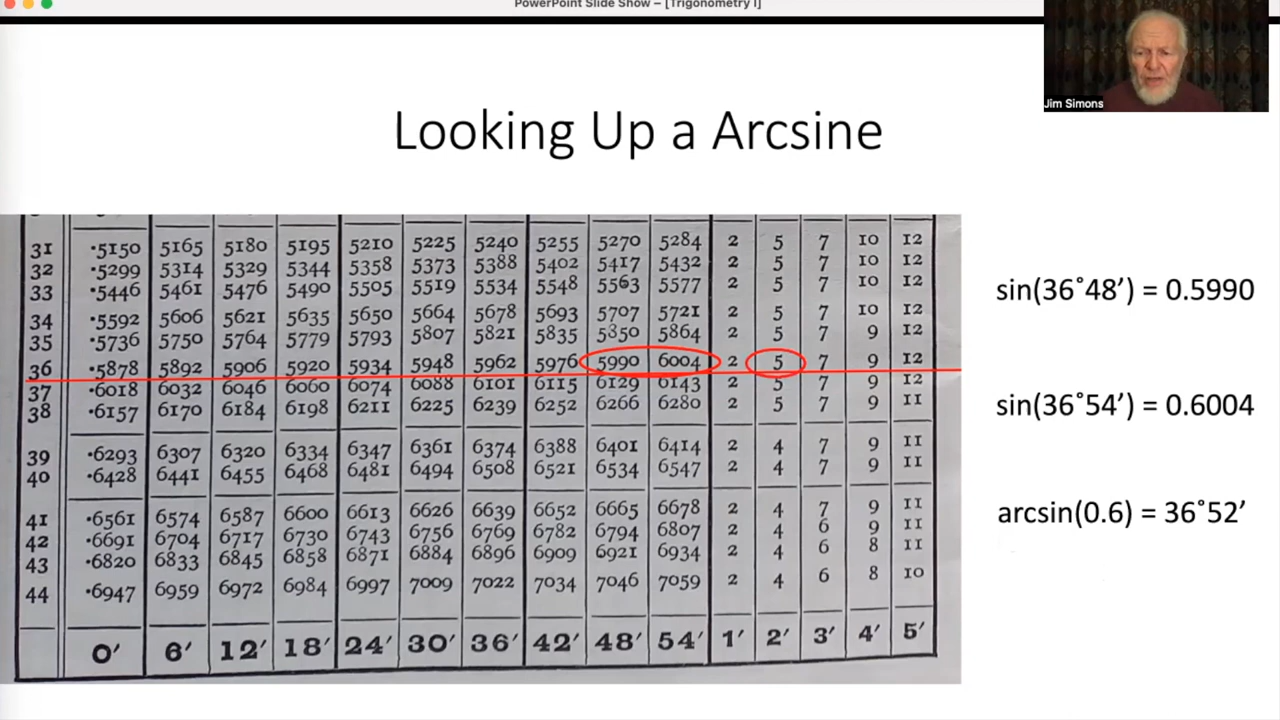 PowerPoint Slide Show – [Trigonometry I]
Jim Simons
Looking Up a Arcsine
31 ·5150 5165 5180 5195 5210 5225 5240 5255 5270 5284 2 5 7 10 12
32 ·5299 5314 5329 5344 5358 5373 5388 5402 5417 5432 2 5 7 10 12
33 ·5446 5461 5476 5490 5505 5519 5534 5548 5563 5577 2 5 7 10 12
34 ·5592 5606 5621 5635 5650 5664 5678 5693 5707 5721 2 5 7 10 12
35 ·5736 5750 5764 5779 5793 5807 5821 5835 5850 5864 2 5 7 9 12
36 ·5878 5892 5906 5920 5934 5948 5962 5976 5990 6004 2 5 7 9 12
37 ·6018 6032 6046 6060 6074 6088 6101 6115 6129 6143 2 5 7 9 12
38 ·6157 6170 6184 6198 6211 6225 6239 6252 6266 6280 2 5 7 9 11
39 ·6293 6307 6320 6334 6347 6361 6374 6388 6401 6414 2 4 7 9 11
40 ·6428 6441 6455 6468 6481 6494 6508 6521 6534 6547 2 4 7 9 11
41 ·6561 6574 6587 6600 6613 6626 6639 6652 6665 6678 2 4 7 9 11
42 ·6691 6704 6717 6730 6743 6756 6769 6782 6794 6807 2 4 6 9 11
43 ·6820 6833 6845 6858 6871 6884 6896 6909 6921 6934 2 4 6 8 11
44 ·6947 6959 6972 6984 6997 7009 7022 7034 7046 7059 2 4 6 8 10
0′ 6′ 12′ 18′ 24′ 30′ 36′ 42′ 48′ 54′ 1′ 2′ 3′ 4′ 5′
sin(36˚48′) = 0.5990
sin(36˚54′) = 0.6004
arcsin(0.6) = 36˚52′